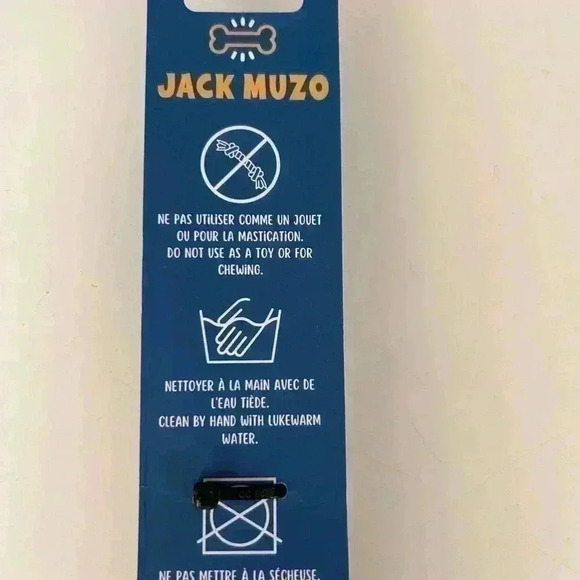 JACK MUZO
NE PAS UTILISER COMME UN JOUET
OU POUR LA MASTICATION.
DO NOT USE AS A TOY OR FOR
CHEWING.
NETTOYER À LA MAIN AVEC DE
L'EAU TIÈDE.
CLEAN BY HAND WITH LUKEWARM
WATER.
NE PAS METTRE À LA SÉCHEUSE.